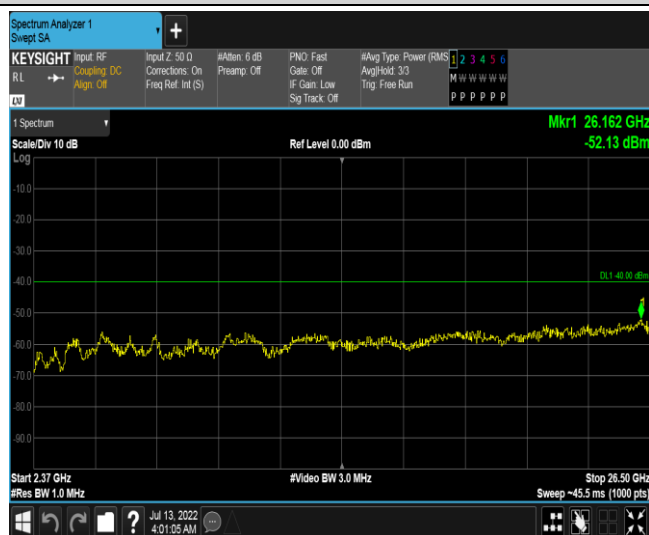 Spectrum Analyzer 1
Swept SA
+
KEYSIGHT
RL
LXI
Input: RF
Coupling: DC
Align: Off
Input Z: 50 Ω
Corrections: On
Freq Ref: Int (S)
#Atten: 6 dB
Preamp: Off
PNO: Fast
Gate: Off
IF Gain: Low
Sig Track: Off
#Avg Type: Power (RMS
Avg|Hold: 3/3
Trig: Free Run
1 2 3 4 5 6
M W W W W W
P P P P P P
1 Spectrum
Scale/Div 10 dB
Ref Level 0.00 dBm
Mkr1 26.162 GHz
-52.13 dBm
Log
-10.0
-20.0
-30.0
-40.0
DL1 -40.00 dBm
-50.0
-60.0
-70.0
-80.0
-90.0
Start 2.37 GHz
#Video BW 3.0 MHz
Stop 26.50 GHz
#Res BW 1.0 MHz
Sweep ~45.5 ms (1000 pts)
?
Jul 13, 2022
4:01:05 AM